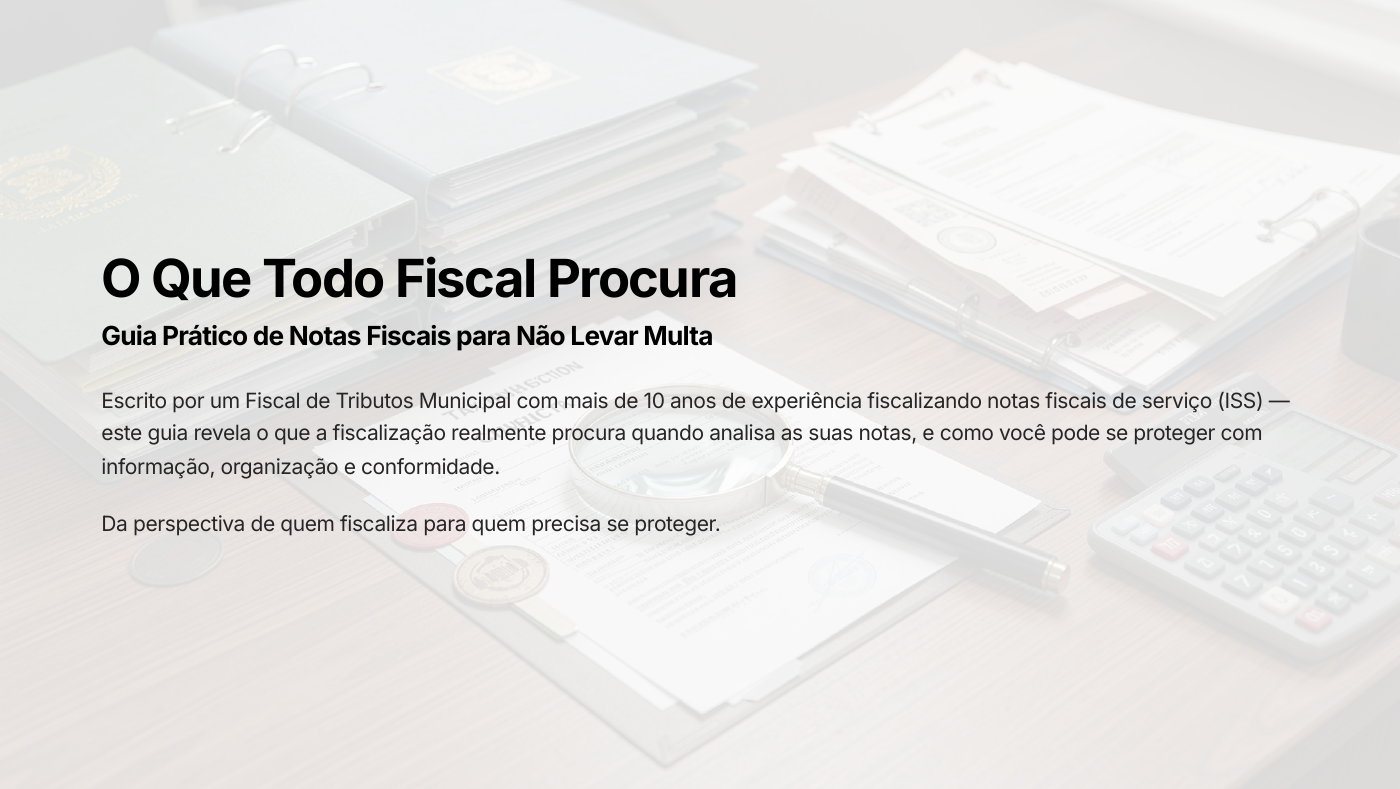 O Que Todo Fiscal Procura
Guia Prático de Notas Fiscais para Não Levar Multa
Escrito por um Fiscal de Tributos Municipal com mais de 10 anos de experiência fiscalizando notas fiscais de serviço (ISS) —
este guia revela o que a fiscalização realmente procura quando analisa as suas notas, e como você pode se proteger com
informação, organização e conformidade.
Da perspectiva de quem fiscaliza para quem precisa se proteger.